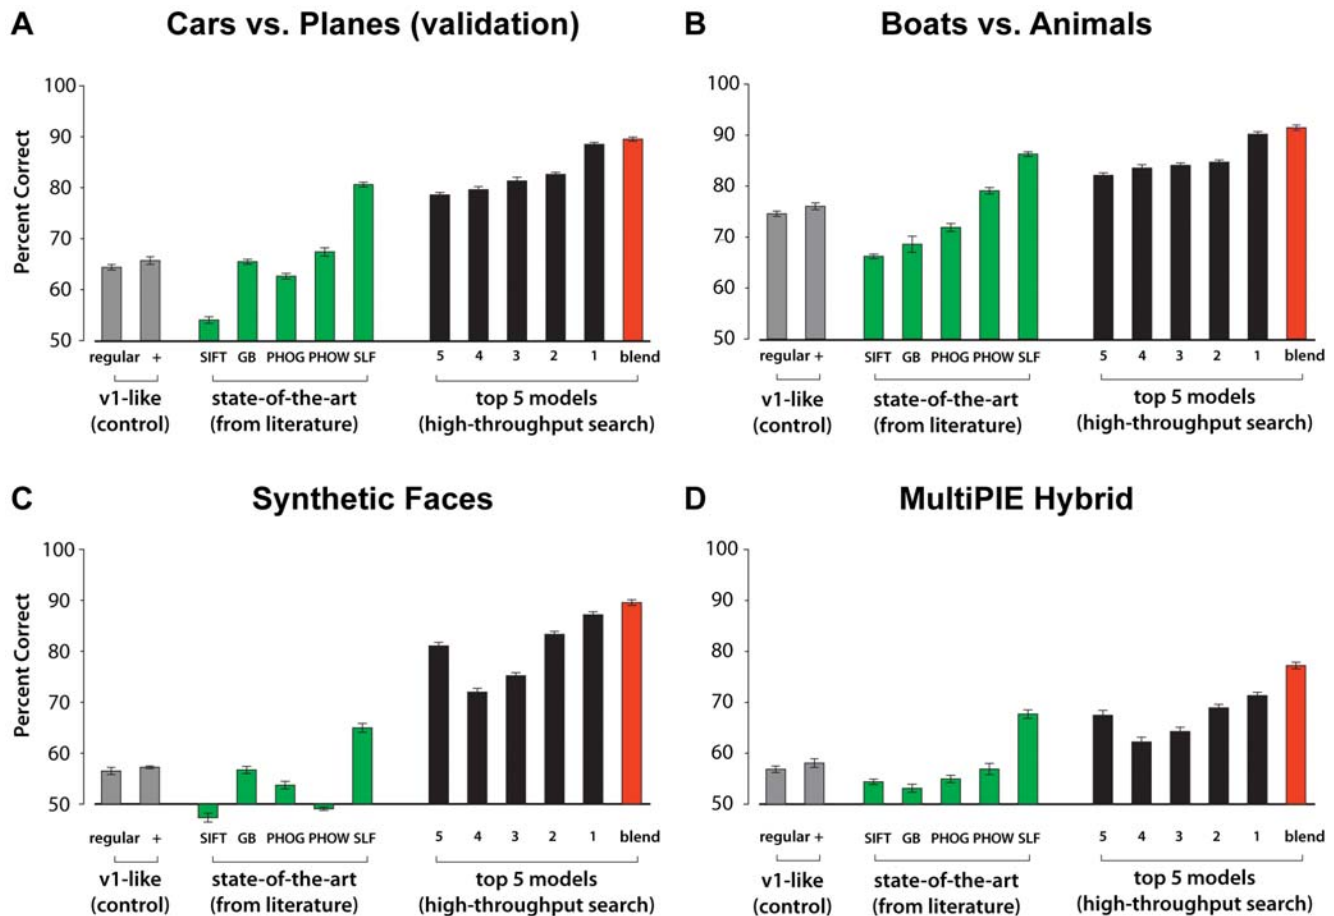 A Cars vs. Planes (validation)
Percent Correct
100
90
80
70
60
50
regular + SIFT GB PHOG PHOW SLF 5 4 3 2 1 blend
v1-like state-of-the-art top 5 models
(control) (from literature) (high-throughput search)
B Boats vs. Animals
100
90
80
70
60
50
regular + SIFT GB PHOG PHOW SLF 5 4 3 2 1 blend
v1-like state-of-the-art top 5 models
(control) (from literature) (high-throughput search)
C Synthetic Faces
Percent Correct
100
90
80
70
60
50
regular + SIFT GB PHOG PHOW SLF 5 4 3 2 1 blend
v1-like state-of-the-art top 5 models
(control) (from literature) (high-throughput search)
D MultiPIE Hybrid
100
90
80
70
60
50
regular + SIFT GB PHOG PHOW SLF 5 4 3 2 1 blend
v1-like state-of-the-art top 5 models
(control) (from literature) (high-throughput search)